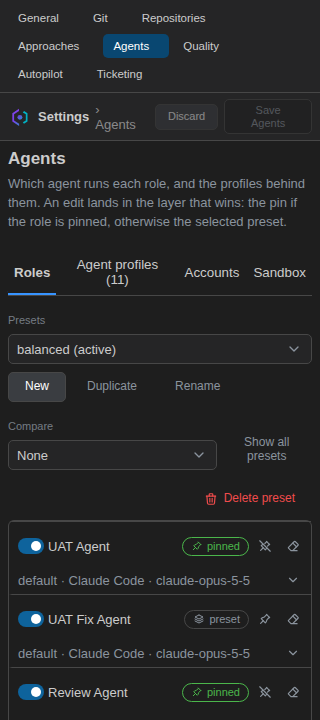 General Git Repositories
Approaches Agents Quality
Autopilot Ticketing
Settings › Agents Discard Save Agents
Agents
Which agent runs each role, and the profiles behind
them. An edit lands in the layer that wins: the pin if
the role is pinned, otherwise the selected preset.
Roles Agent profiles (11) Accounts Sandbox
Presets
balanced (active)
New Duplicate Rename
Compare
None Show all presets
Delete preset
UAT Agent pinned
default · Claude Code · claude-opus-5-5
UAT Fix Agent preset
default · Claude Code · claude-opus-5-5
Review Agent pinned